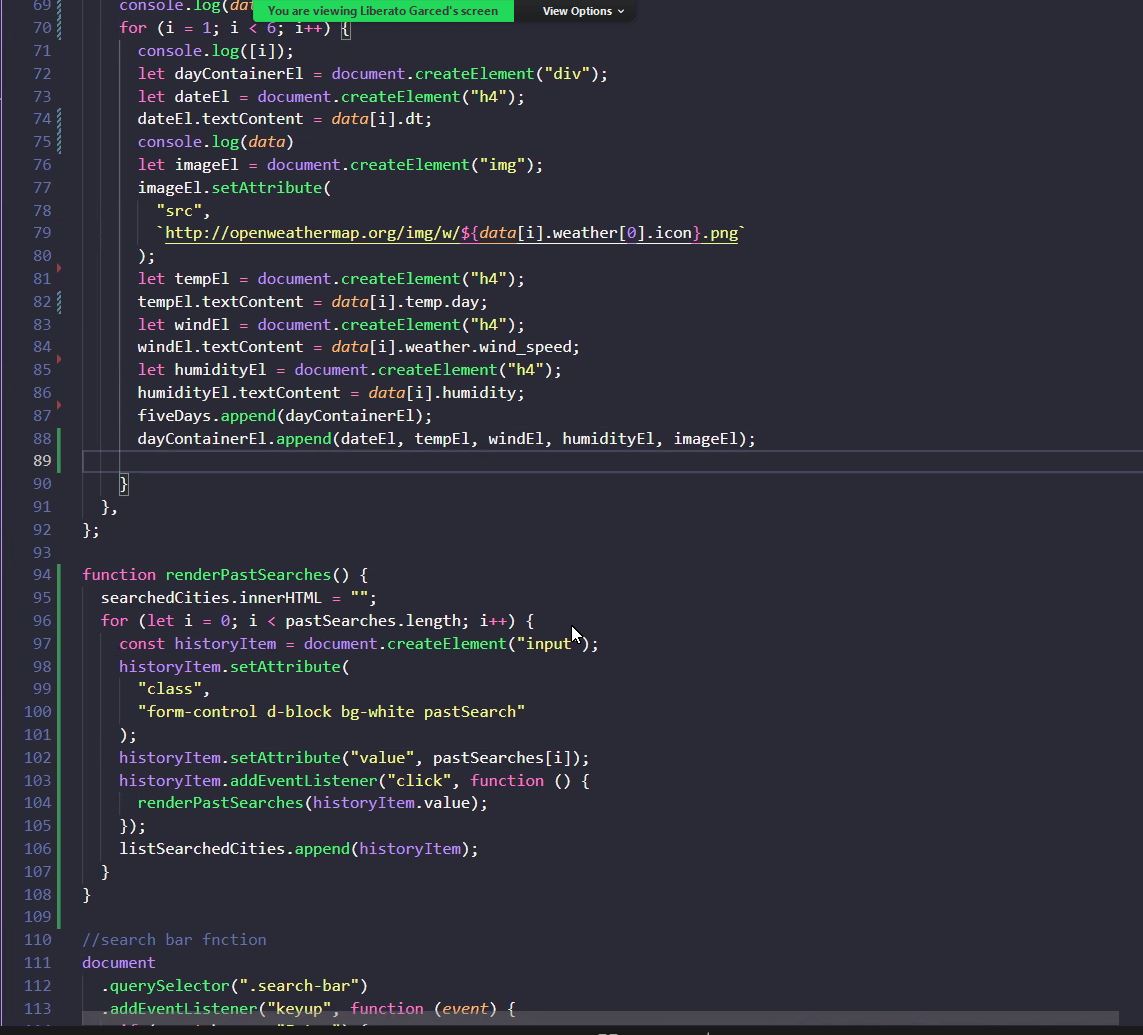 69 console.log(
You are viewing Liberato Garced's screen View Options
70 for (i = 1; i < 6; i++) {
71 console.log([i]);
72 let dayContainerEl = document.createElement("div");
73 let dateEl = document.createElement("h4");
74 dateEl.textContent = data[i].dt;
75 console.log(data)
76 let imageEl = document.createElement("img");
77 imageEl.setAttribute(
78 "src",
79 `http://openweathermap.org/img/w/${data[i].weather[0].icon}.png`
80 );
81 let tempEl = document.createElement("h4");
82 tempEl.textContent = data[i].temp.day;
83 let windEl = document.createElement("h4");
84 windEl.textContent = data[i].weather.wind_speed;
85 let humidityEl = document.createElement("h4");
86 humidityEl.textContent = data[i].humidity;
87 fiveDays.append(dayContainerEl);
88 dayContainerEl.append(dateEl, tempEl, windEl, humidityEl, imageEl);
89
90 }
91 },
92 };
93
94 function renderPastSearches() {
95 searchedCities.innerHTML = "";
96 for (let i = 0; i < pastSearches.length; i++) {
97 const historyItem = document.createElement("input");
98 historyItem.setAttribute(
99 "class",
100 "form-control d-block bg-white pastSearch"
101 );
102 historyItem.setAttribute("value", pastSearches[i]);
103 historyItem.addEventListener("click", function () {
104 renderPastSearches(historyItem.value);
105 });
106 listSearchedCities.append(historyItem);
107 }
108 }
109
110 //search bar fnction
111 document
112 .querySelector(".search-bar")
113 .addEventListener("keyup", function (event) {